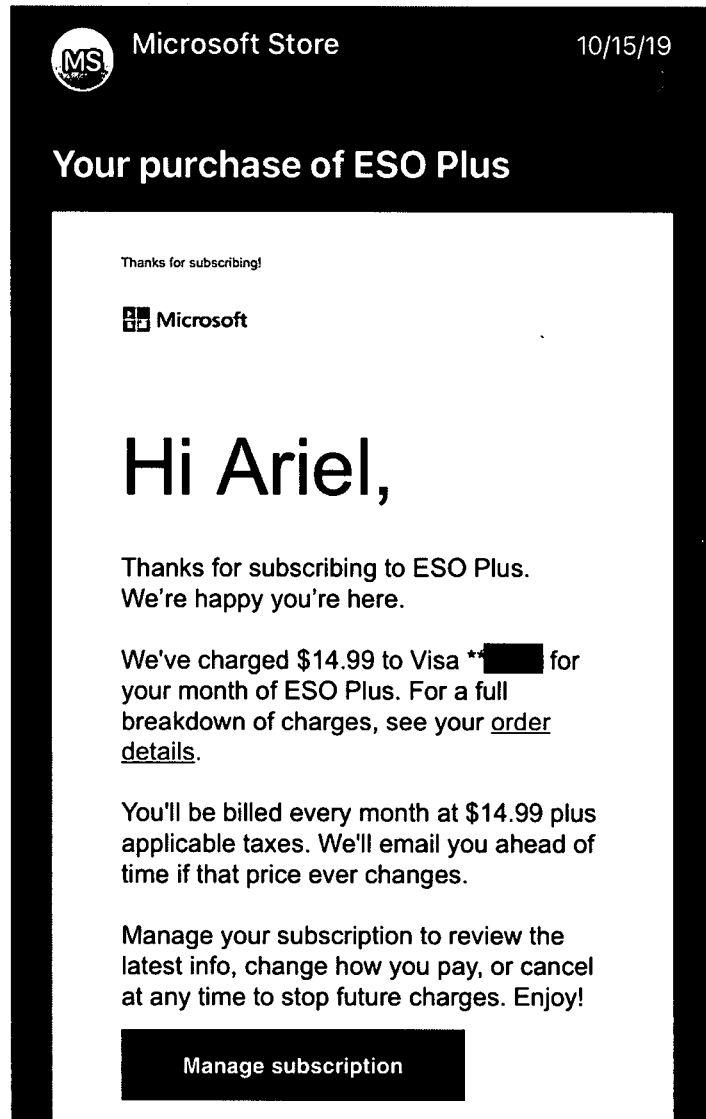 MS
Microsoft Store
10/15/19
Your purchase of ESO Plus
Thanks for subscribing!
Microsoft
Hi Ariel,
Thanks for subscribing to ESO Plus.
We're happy you're here.
We've charged $14.99 to Visa ** for
your month of ESO Plus. For a full
breakdown of charges, see your order
details.
You'll be billed every month at $14.99 plus
applicable taxes. We'll email you ahead of
time if that price ever changes.
Manage your subscription to review the
latest info, change how you pay, or cancel
at any time to stop future charges. Enjoy!
Manage subscription